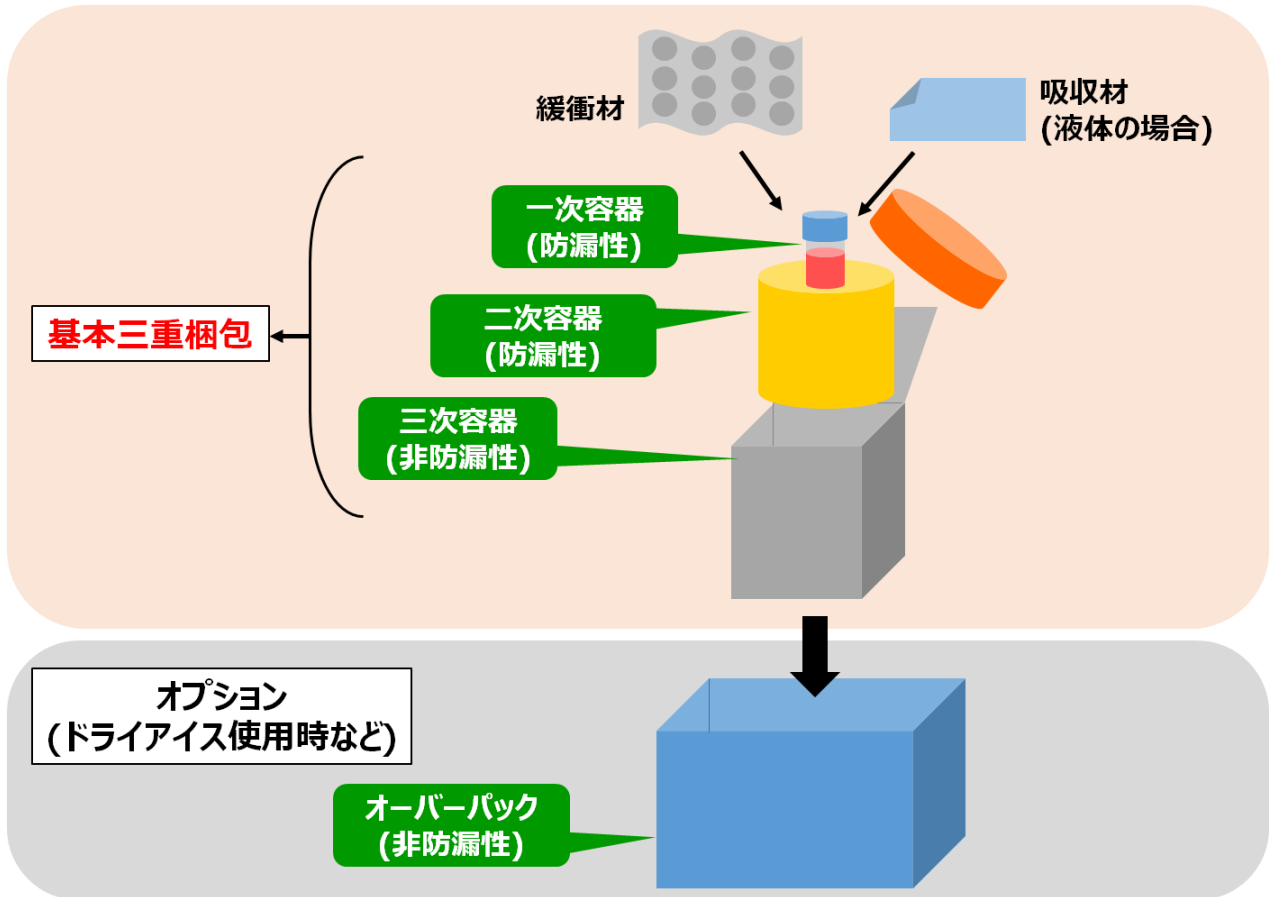 緩衝材
吸収材
(液体の場合)
一次容器
(防漏性)
二次容器
(防漏性)
基本三重梱包
三次容器
(非防漏性)
オプション
(ドライアイス使用時など)
オーバーパック
(非防漏性)